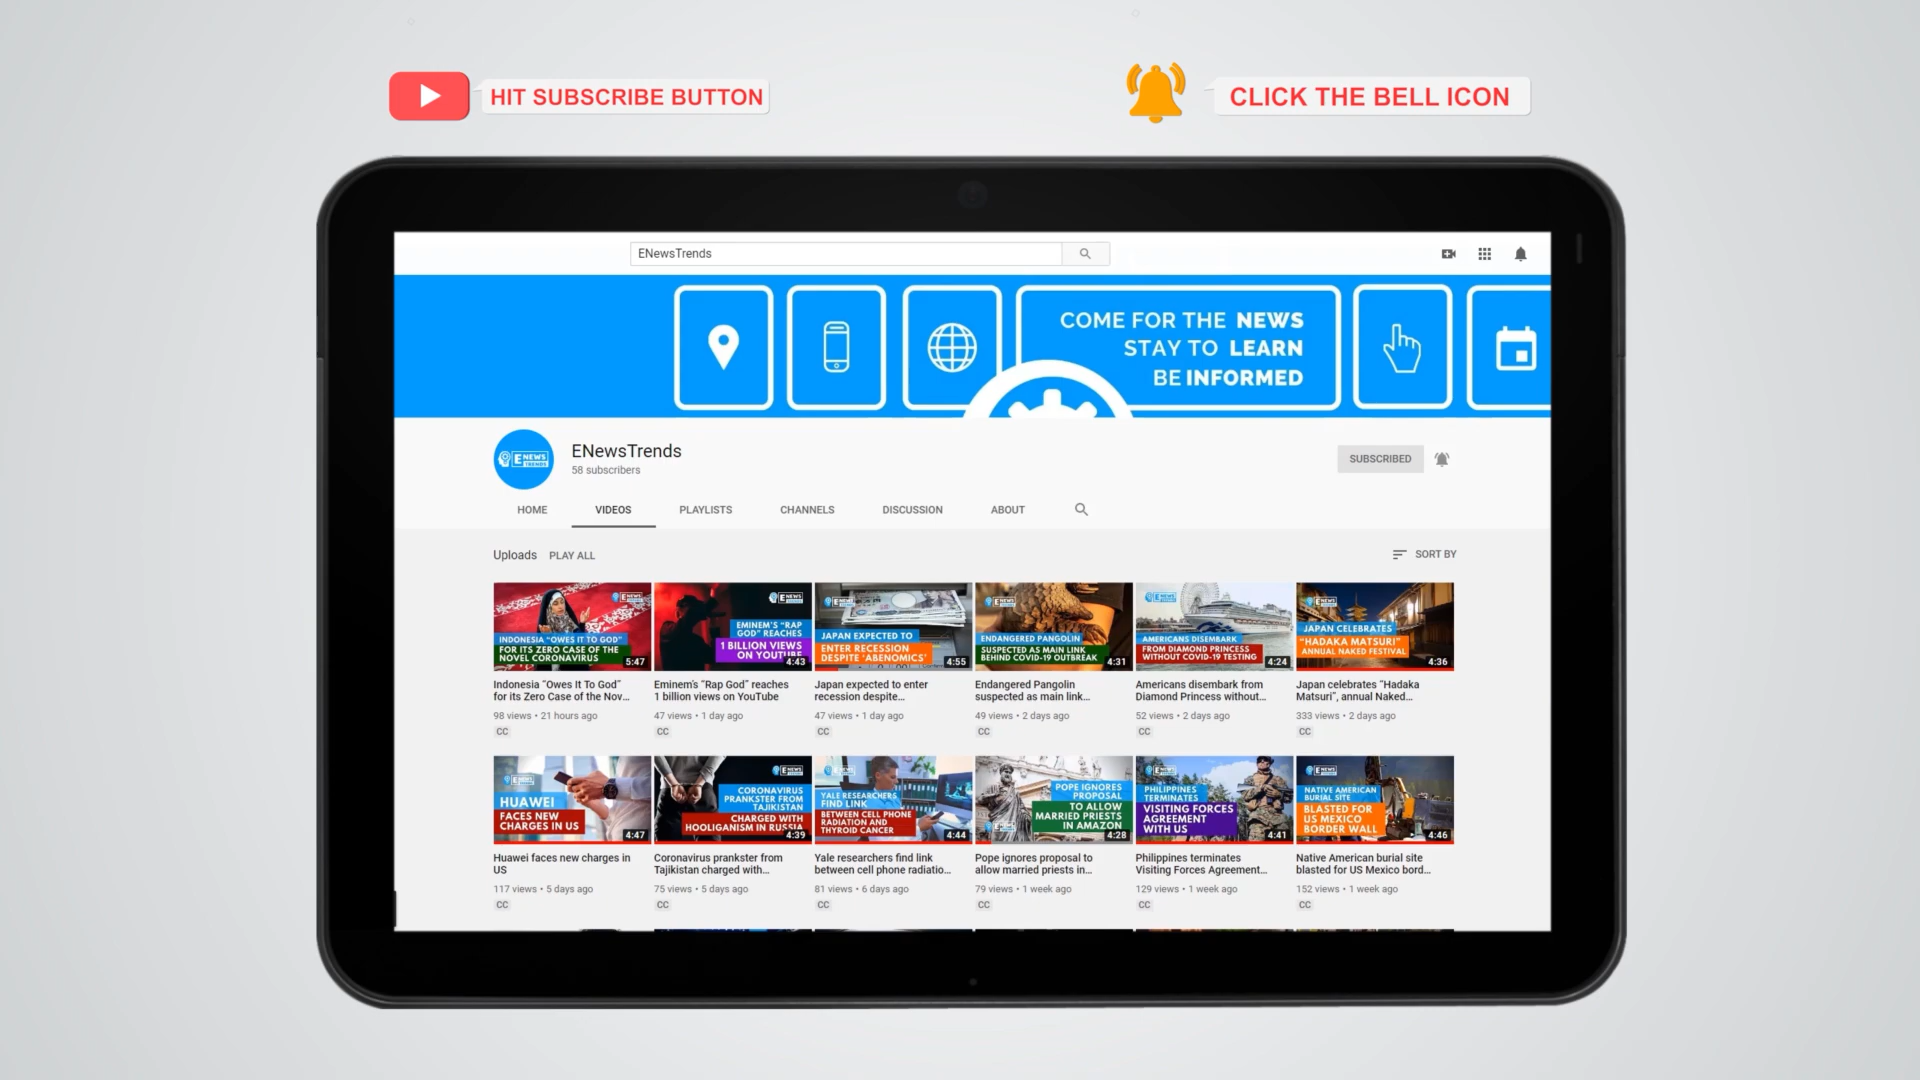 HIT SUBSCRIBE BUTTON
CLICK THE BELL ICON
ENewsTrends
COME FOR THE NEWS
STAY TO LEARN
BE INFORMED
E NEWS
TRENDS
ENewsTrends
58 subscribers
SUBSCRIBED
HOME VIDEOS PLAYLISTS CHANNELS DISCUSSION ABOUT
Uploads PLAY ALL
SORT BY
INDONESIA "OWES IT TO GOD"
FOR ITS ZERO CASE OF THE
NOVEL CORONAVIRUS
5:47
EMINEM'S "RAP
GOD" REACHES
1 BILLION VIEWS
ON YOUTUBE
4:43
JAPAN EXPECTED TO
ENTER RECESSION
DESPITE 'ABENOMICS'
4:55
ENDANGERED PANGOLIN
SUSPECTED AS MAIN LINK
BEHIND COVID-19 OUTBREAK
4:31
AMERICANS DISEMBARK
FROM DIAMOND PRINCESS
WITHOUT COVID-19 TESTING
4:24
JAPAN CELEBRATES
"HADAKA MATSURI"
ANNUAL NAKED FESTIVAL
4:36
Indonesia "Owes It To God"
for its Zero Case of the Nov...
98 views • 21 hours ago
CC
Eminem's "Rap God" reaches
1 billion views on YouTube
47 views • 1 day ago
CC
Japan expected to enter
recession despite...
47 views • 1 day ago
CC
Endangered Pangolin
suspected as main link...
49 views • 2 days ago
CC
Americans disembark from
Diamond Princess without...
52 views • 2 days ago
CC
Japan celebrates "Hadaka
Matsuri", annual Naked...
333 views • 2 days ago
CC
HUAWEI
FACES NEW
CHARGES IN US
4:47
CORONAVIRUS
PRANKSTER FROM
TAJIKISTAN
CHARGED WITH
HOOLIGANISM IN RUSSIA
4:39
YALE RESEARCHERS
FIND LINK
BETWEEN CELL PHONE
RADIATION AND
THYROID CANCER
4:44
POPE IGNORES
PROPOSAL
TO ALLOW
MARRIED PRIESTS
IN AMAZON
4:28
PHILIPPINES
TERMINATES
VISITING FORCES
AGREEMENT
WITH US
4:41
NATIVE AMERICAN
BURIAL SITE
BLASTED FOR
US MEXICO
BORDER WALL
4:46
Huawei faces new charges in
US
117 views • 5 days ago
CC
Coronavirus prankster from
Tajikistan charged with...
75 views • 5 days ago
CC
Yale researchers find link
between cell phone radiatio...
81 views • 6 days ago
CC
Pope ignores proposal to
allow married priests in...
79 views • 1 week ago
CC
Philippines terminates
Visiting Forces Agreement...
129 views • 1 week ago
CC
Native American burial site
blasted for US Mexico bord...
152 views • 1 week ago
CC